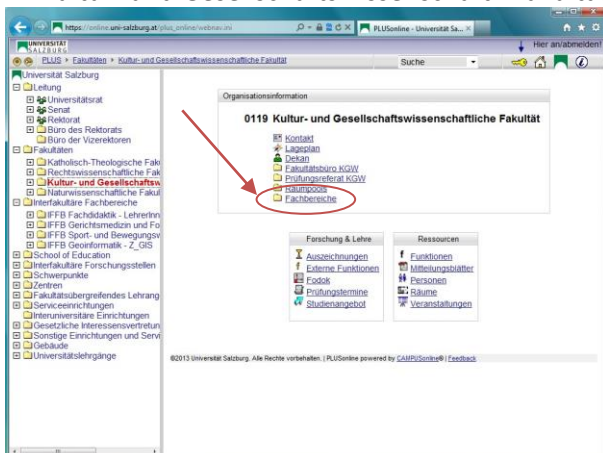 https://online.uni-salzburg.at/plus_online/webnav.ini
PLUSonline - Universität Sa...
UNIVERSITÄT
SALZBURG
Hier an/abmelden!
PLUS Fakultäten Kultur- und Gesellschaftswissenschaftliche Fakultät
Suche
Universität Salzburg
Leitung
Universitätsrat
Senat
Rektorat
Büro des Rektorats
Büro der Vizerektoren
Fakultäten
Katholisch-Theologische Fak
Rechtswissenschaftliche Fak
Kultur- und Gesellschaftsw
Naturwissenschaftliche Fakul
Interfakultäre Fachbereiche
IFFB Fachdidaktik - LehrerInn
IFFB Gerichtsmedizin und Fo
IFFB Sport- und Bewegungsv
IFFB Geoinformatik - Z_GIS
School of Education
Interfakultäre Forschungsstellen
Schwerpunkte
Zentren
Fakultätsübergreifendes Lehrang
Serviceeinrichtungen
Interuniversitäre Einrichtungen
Gesetzliche Interessensvertretun
Sonstige Einrichtungen und Servi
Gebäude
Universitätslehrgänge
Organisationsinformation
0119 Kultur- und Gesellschaftswissenschaftliche Fakultät
Kontakt
Lageplan
Dekan
Fakultätsbüro KGW
Prüfungsreferat KGW
Raumpools
Fachbereiche
Forschung & Lehre
Auszeichnungen
Externe Funktionen
Fodok
Prüfungstermine
Studienangebot
Ressourcen
Funktionen
Mitteilungsblätter
Personen
Räume
Veranstaltungen
©2013 Universität Salzburg. Alle Rechte vorbehalten. | PLUSonline powered by CAMPUSonline® | Feedback